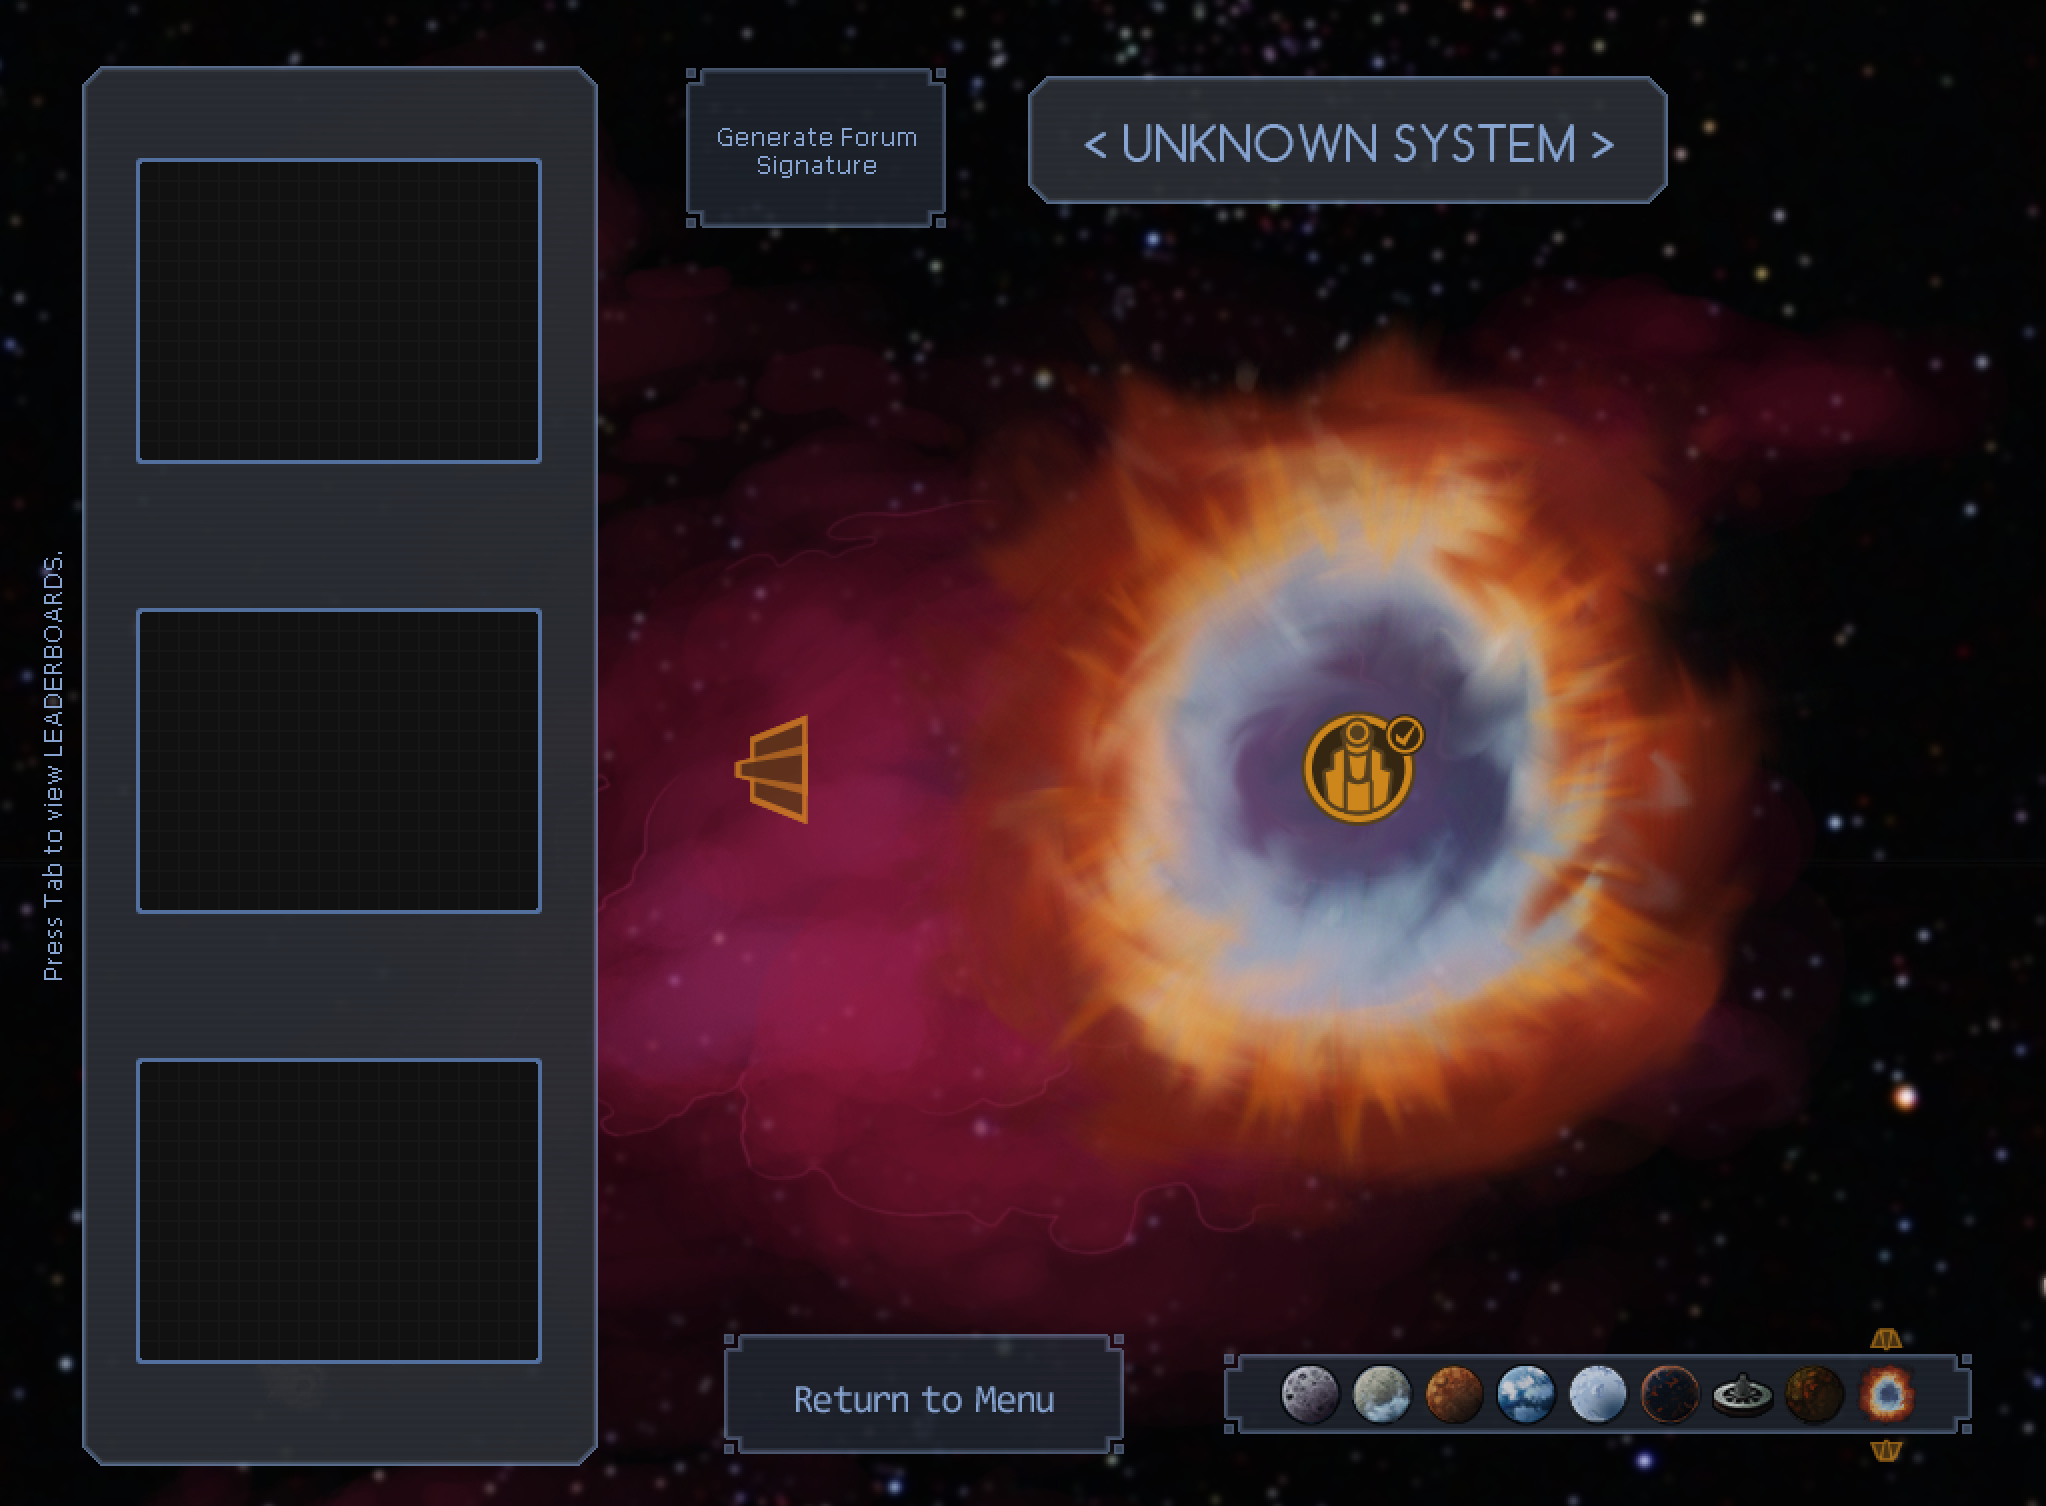 Generate Forum
Signature
< UNKNOWN SYSTEM >
Press Tab to view LEADERBOARDS.
Return to Menu